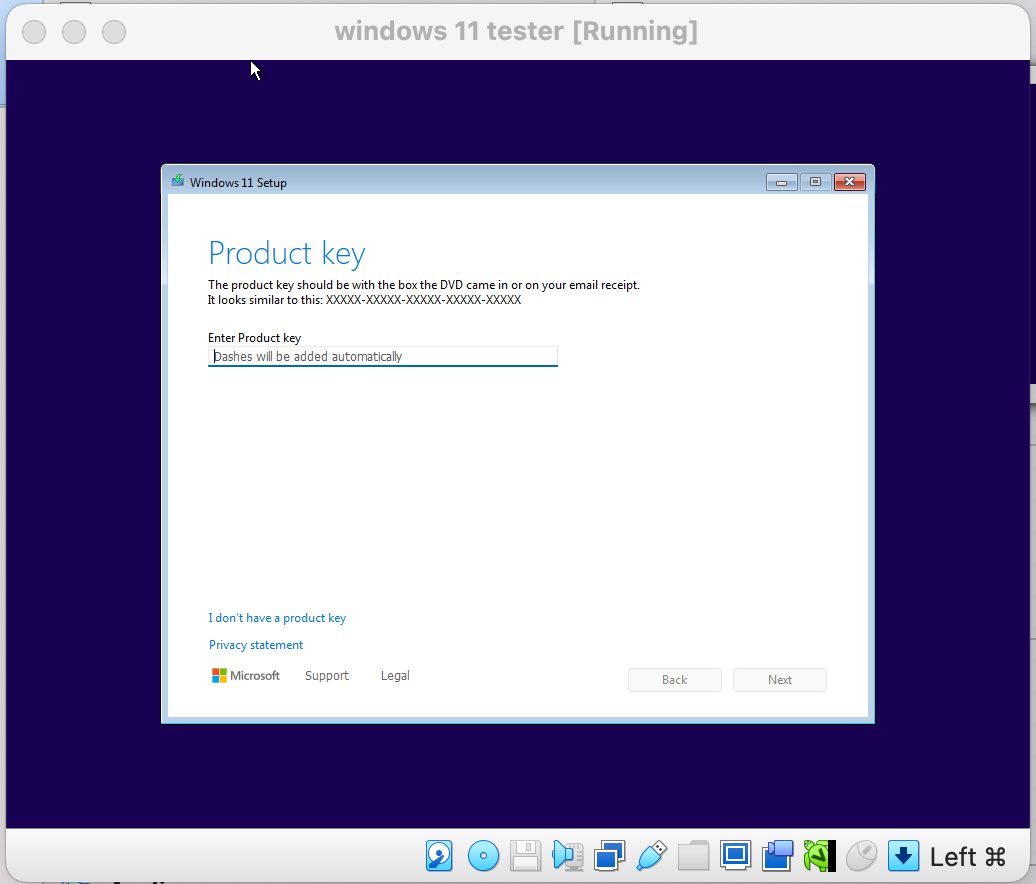 windows 11 tester [Running]
Windows 11 Setup
Product key
The product key should be with the box the DVD came in or on your email receipt.
It looks similar to this: XXXXX-XXXXX-XXXXX-XXXXX-XXXXX
Enter Product key
Dashes will be added automatically
I don't have a product key
Privacy statement
Microsoft Support Legal
Back Next
Left ⌘